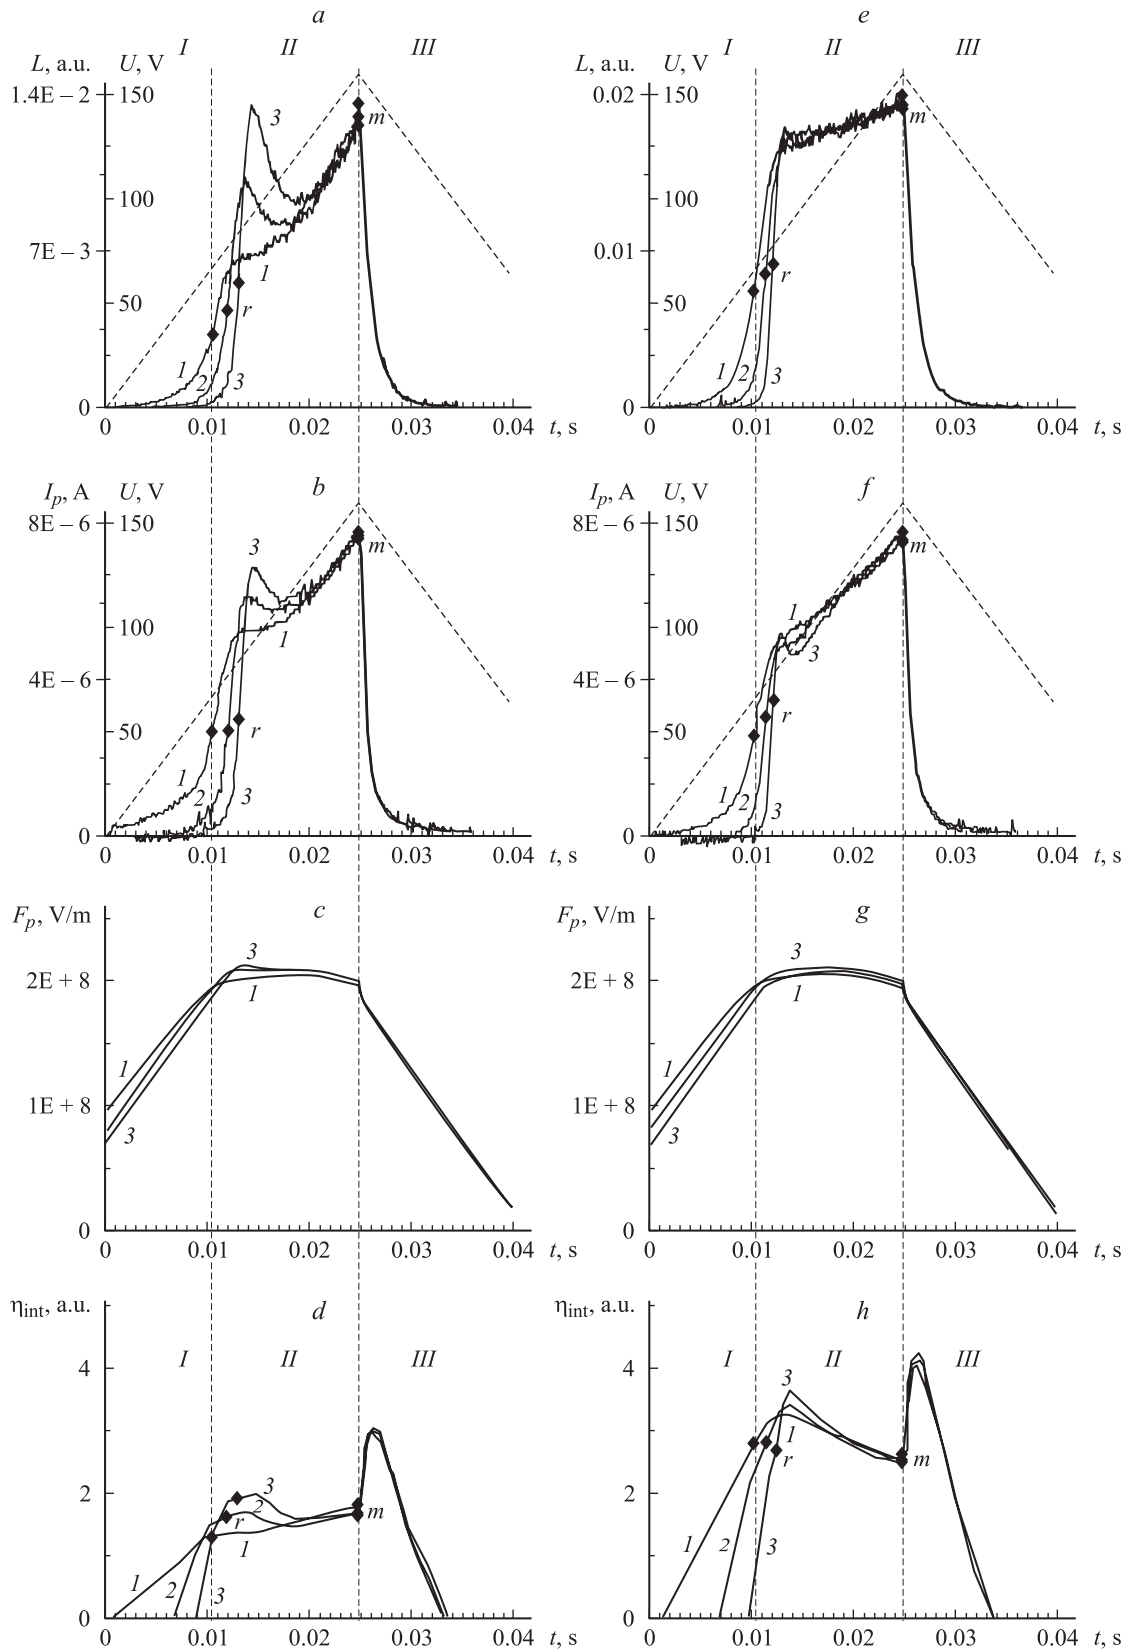 a
I II III
L, a.u. U, V
1.4E – 2 150
3
m
100
7E – 3
1
50 r
1 2 3
0
0 0.01 0.02 0.03 0.04 t, s
e
I II III
L, a.u. U, V
0.02 150
m
100
0.01
r
50
1 2 3
0
0 0.01 0.02 0.03 0.04 t, s
b
I_p, A U, V
8E – 6 150
3 m
100
1
4E – 6
50 r
1 2 3
0
0 0.01 0.02 0.03 0.04 t, s
f
I_p, A U, V
8E – 6 150
m
100 1
3
4E – 6
r
50
1 2 3
0
0 0.01 0.02 0.03 0.04 t, s
c
F_p, V/m
3
2E + 8
1
1
1E + 8
3
0
0 0.01 0.02 0.03 0.04 t, s
g
F_p, V/m
3
2E + 8
1
1
1E + 8
3
0
0 0.01 0.02 0.03 0.04 t, s
d
η_int, a.u.
I II III
4
3
2 2
r m
1
1 2 3
0
0 0.01 0.02 0.03 0.04 t, s
h
η_int, a.u.
I II III
4
3
1
r m
2
1 2 3
0
0 0.01 0.02 0.03 0.04 t, s